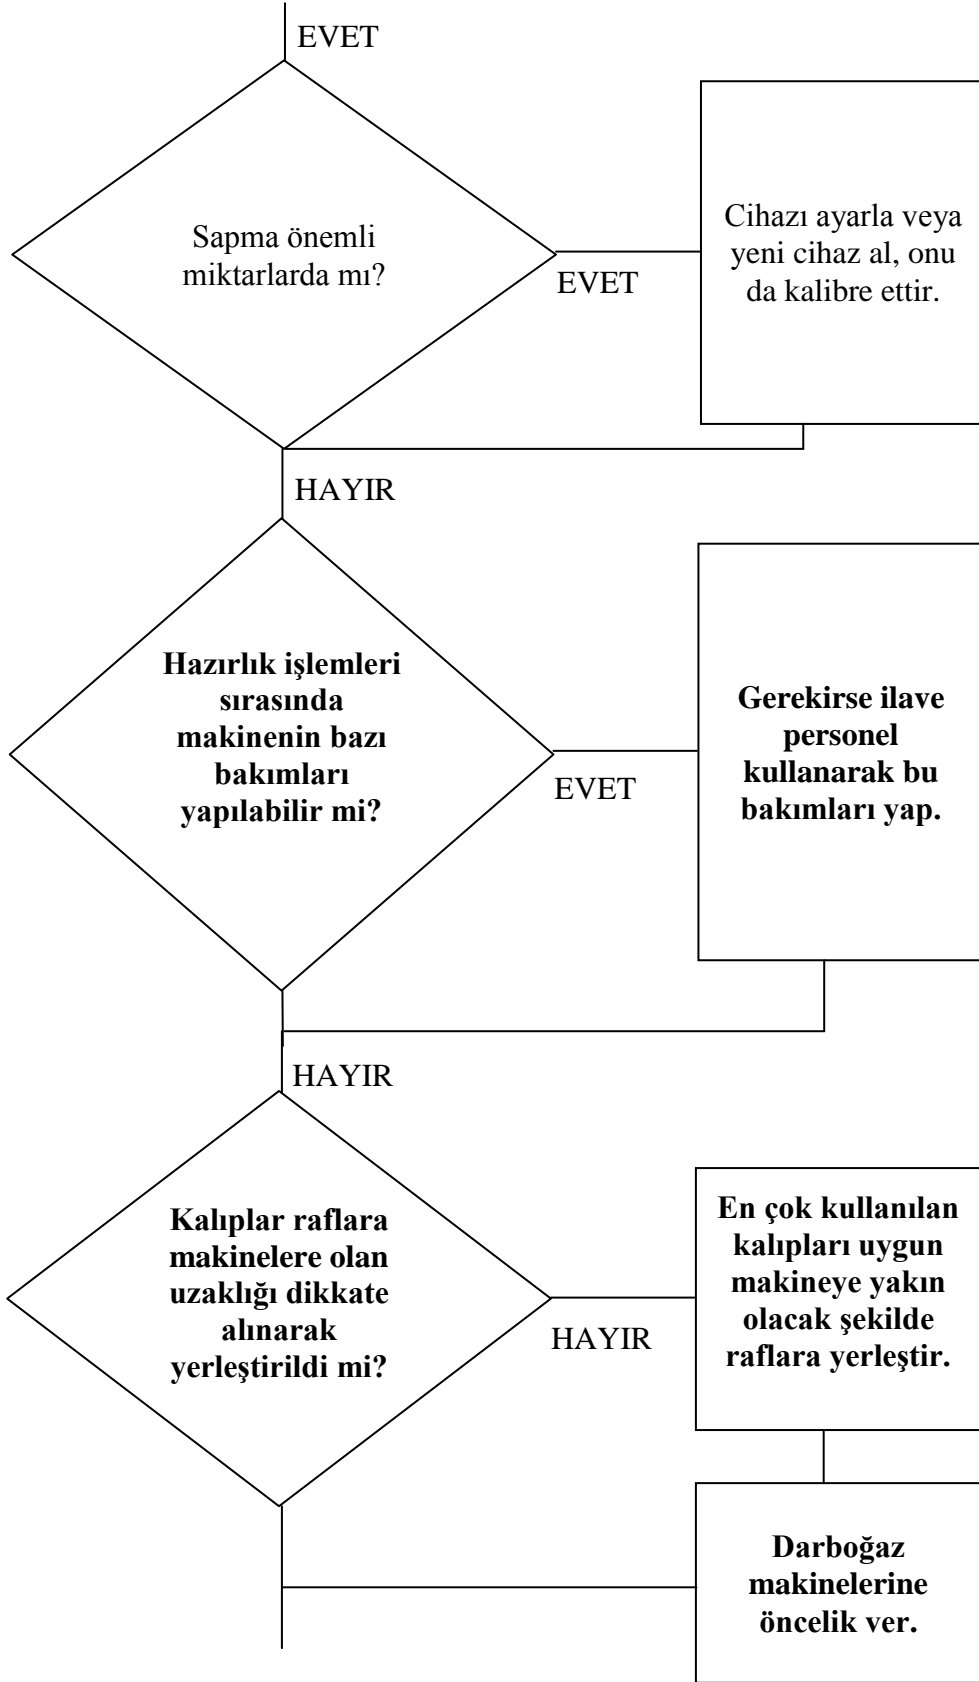 EVET
Sapma önemli
miktarlarda mı?
EVET
Cihazı ayarla veya
yeni cihaz al, onu
da kalibre ettir.
HAYIR
Hazırlık işlemleri
sırasında
makinenin bazı
bakımları
yapılabilir mi?
EVET
Gerekirse ilave
personel
kullanarak bu
bakımları yap.
HAYIR
Kalıplar raflara
makinelere olan
uzaklığı dikkate
alınarak
yerleştirildi mi?
HAYIR
En çok kullanılan
kalıpları uygun
makineye yakın
olacak şekilde
raflara yerleştir.
Darboğaz
makinelerine
öncelik ver.